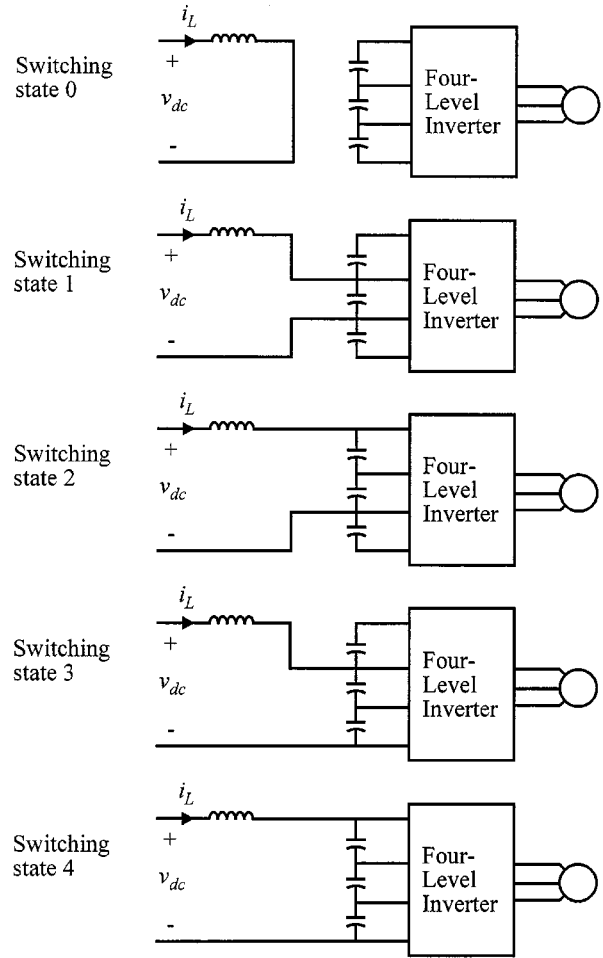 i_L
Switching
state 0
+
v_dc
-
Four-
Level
Inverter
i_L
Switching
state 1
+
v_dc
-
Four-
Level
Inverter
i_L
Switching
state 2
+
v_dc
-
Four-
Level
Inverter
i_L
Switching
state 3
+
v_dc
-
Four-
Level
Inverter
i_L
Switching
state 4
+
v_dc
-
Four-
Level
Inverter